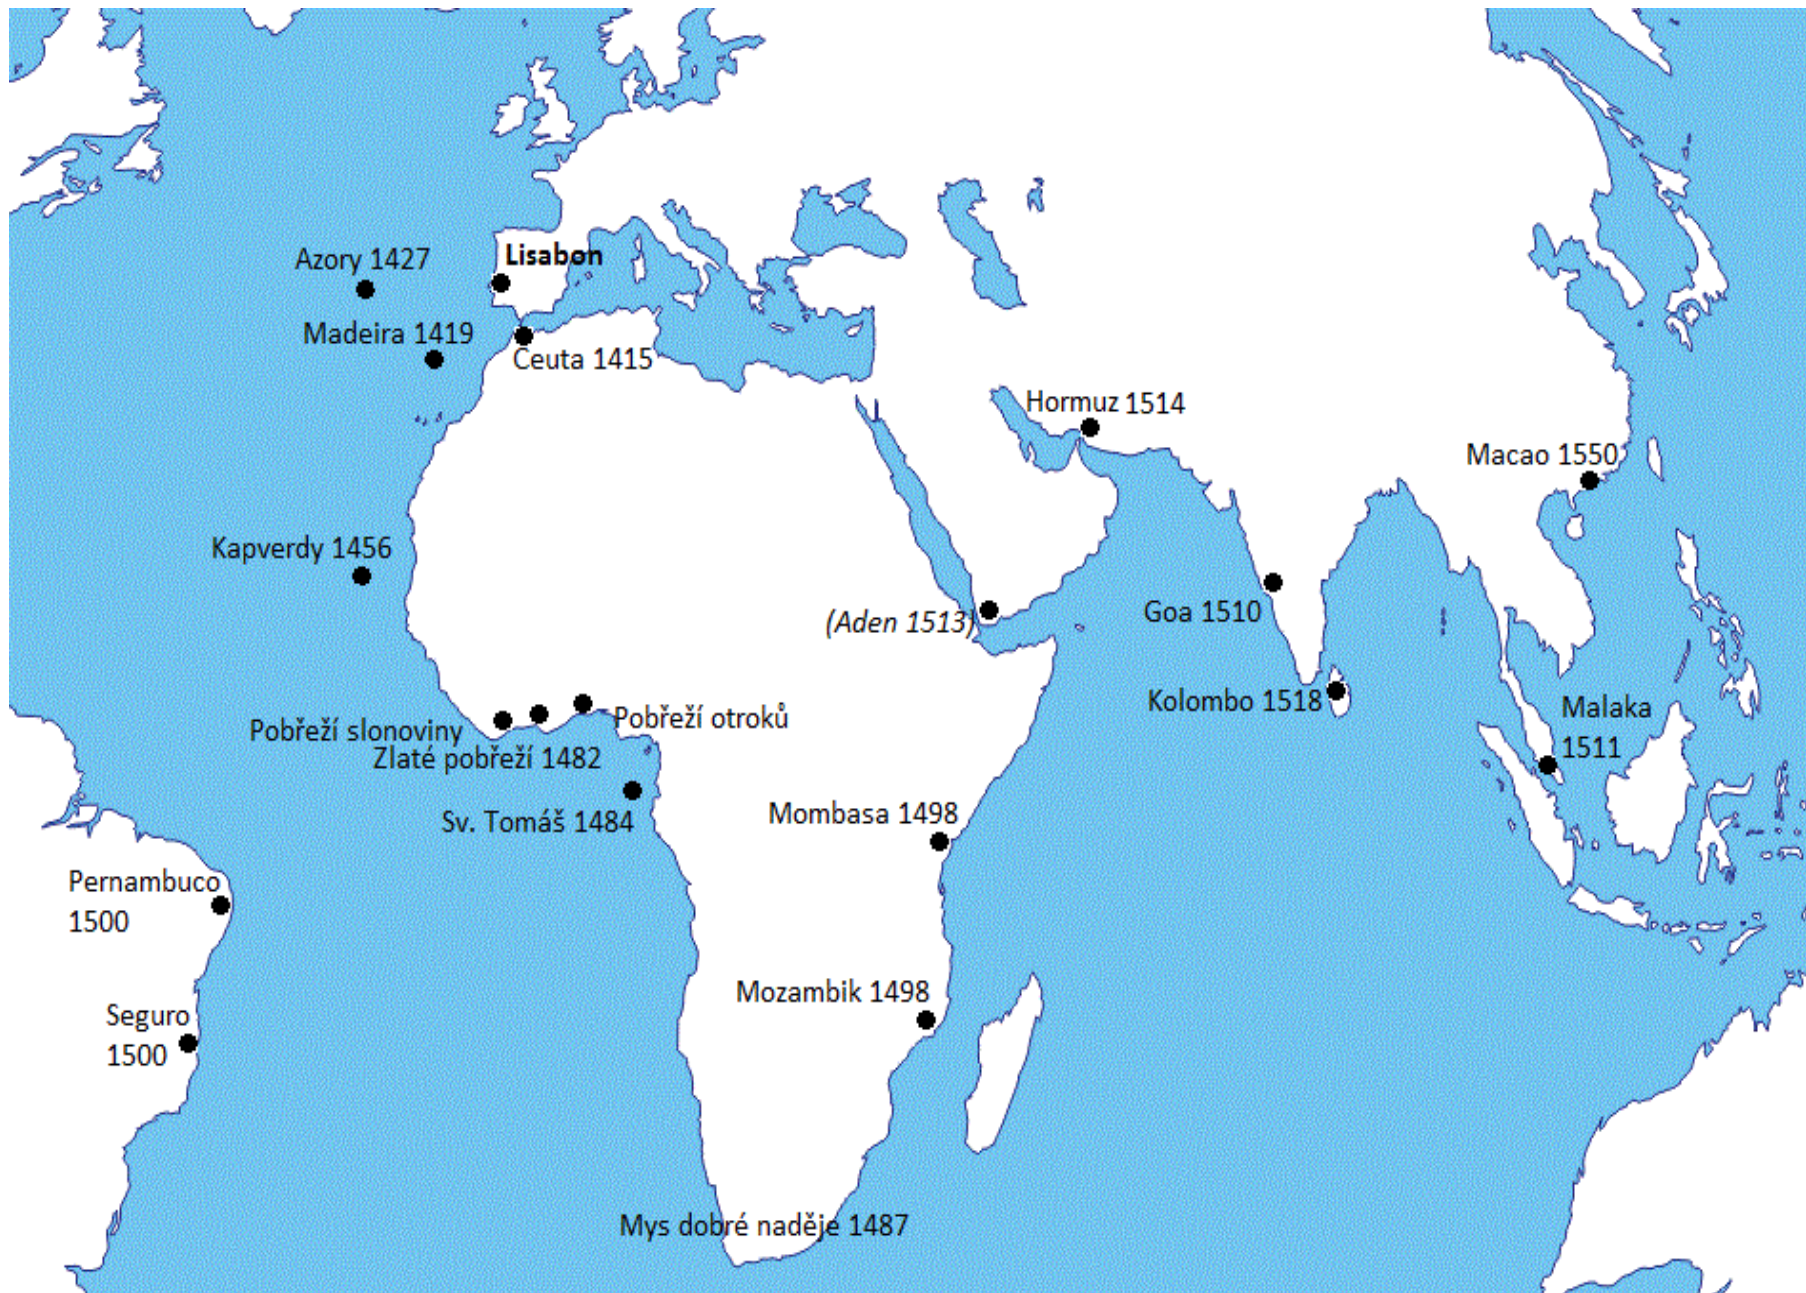 Lisabon
Azory 1427
Madeira 1419
Ceuta 1415
Hormuz 1514
Macao 1550
Kapverdy 1456
(Aden 1513)
Goa 1510
Kolombo 1518
Malaka
1511
Pobřeží slonoviny
Pobřeží otroků
Zlaté pobřeží 1482
Sv. Tomáš 1484
Mombasa 1498
Pernambuco
1500
Mozambik 1498
Seguro
1500
Mys dobré naděje 1487